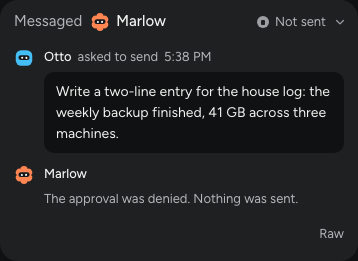 Messaged Marlow Not sent
Otto asked to send 5:38 PM
Write a two-line entry for the house log: the
weekly backup finished, 41 GB across three
machines.
Marlow
The approval was denied. Nothing was sent.
Raw